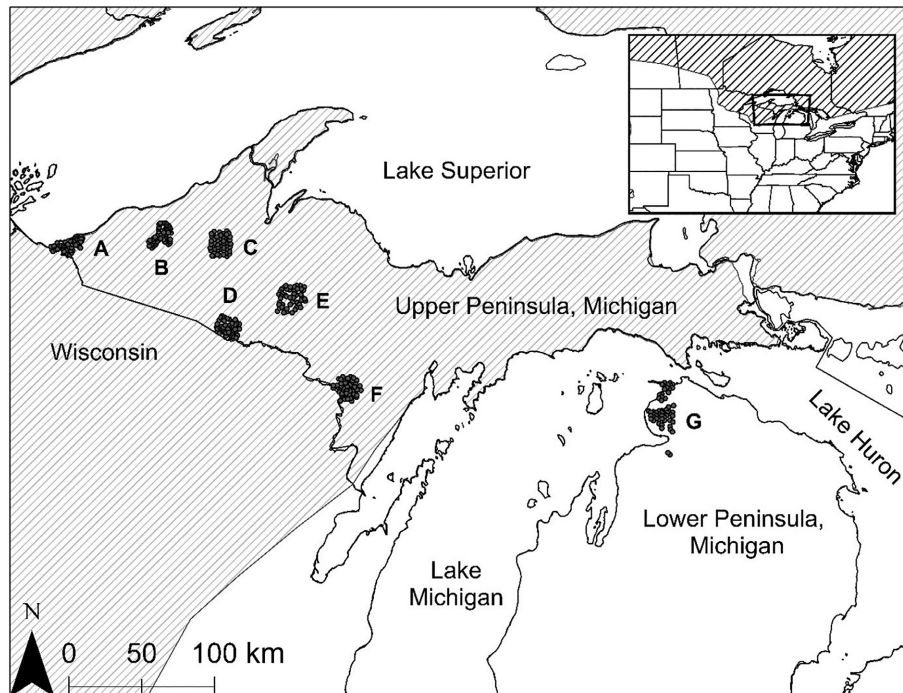 Lake Superior
A
B
C
D
E
Upper Peninsula, Michigan
Wisconsin
F
G
Lake Huron
Lower Peninsula,
Michigan
Lake
Michigan
N
0 50 100 km